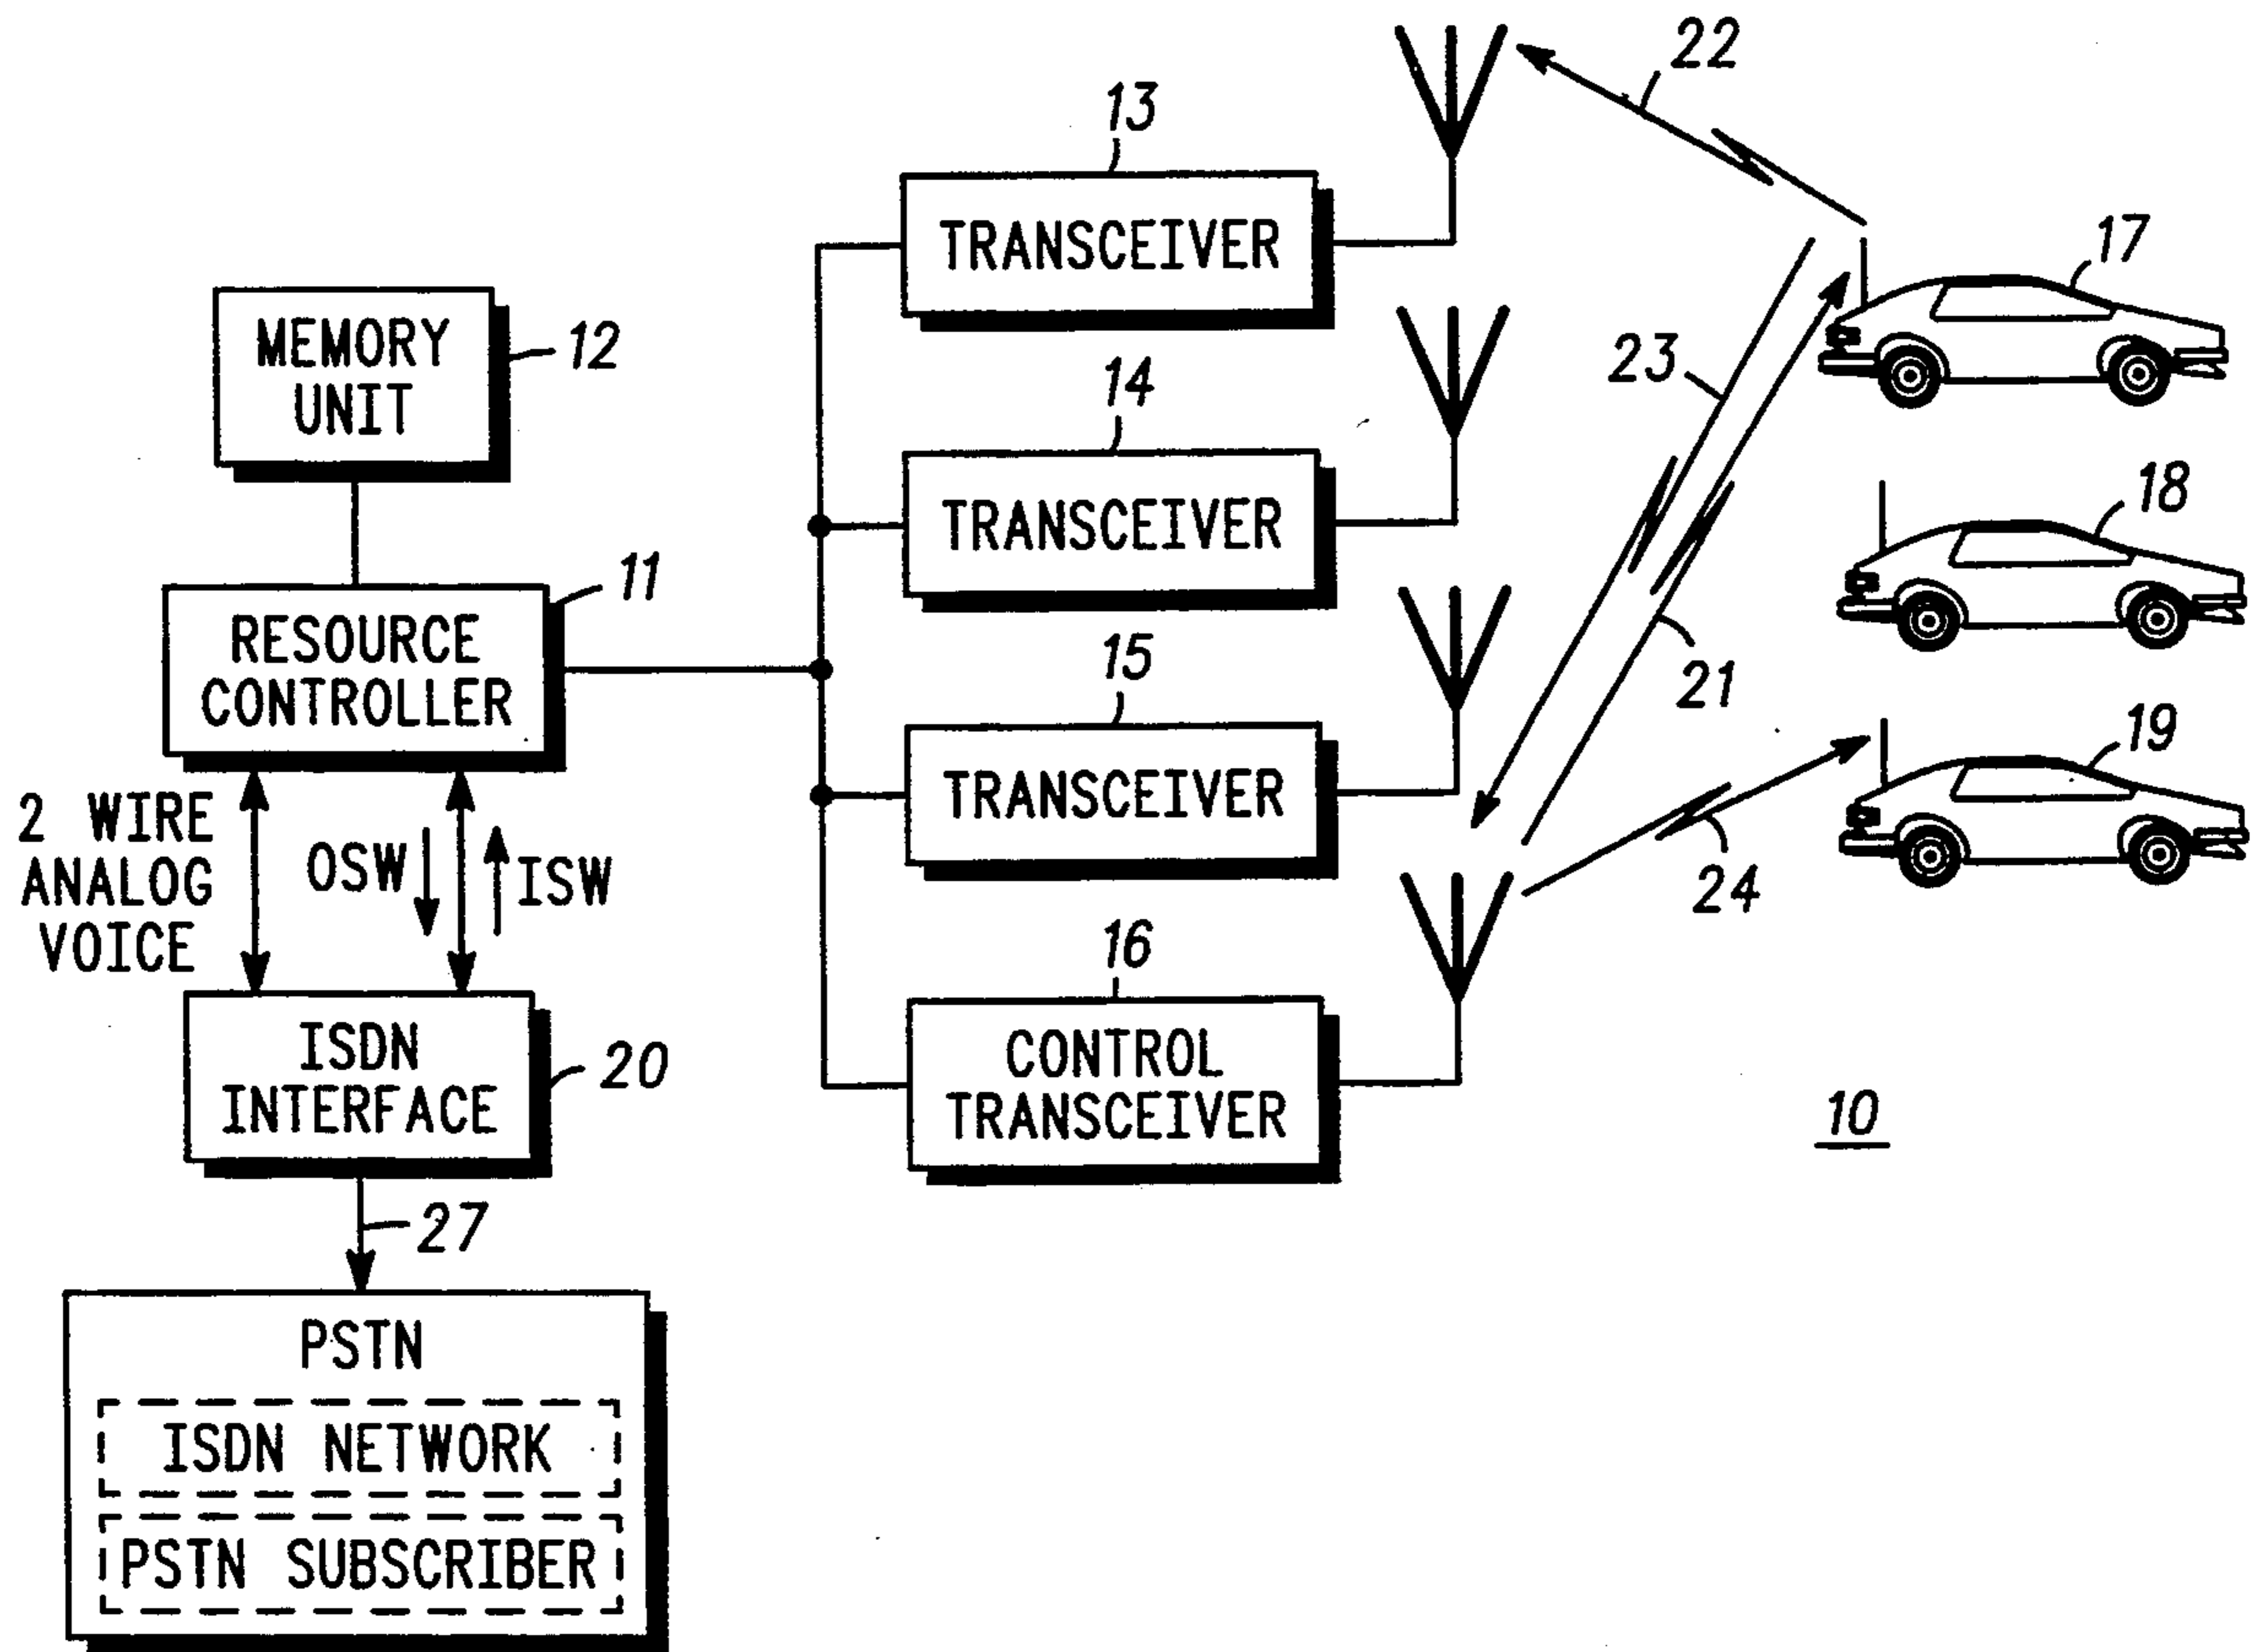 22
13
TRANSCEIVER
17
MEMORY
UNIT
12
23
14
TRANSCEIVER
18
11
RESOURCE
CONTROLLER
15
TRANSCEIVER
21
19
2 WIRE
ANALOG
VOICE
OSW
ISW
24
16
CONTROL
TRANSCEIVER
ISDN
INTERFACE
20
10
27
PSTN
ISDN NETWORK
PSTN SUBSCRIBER